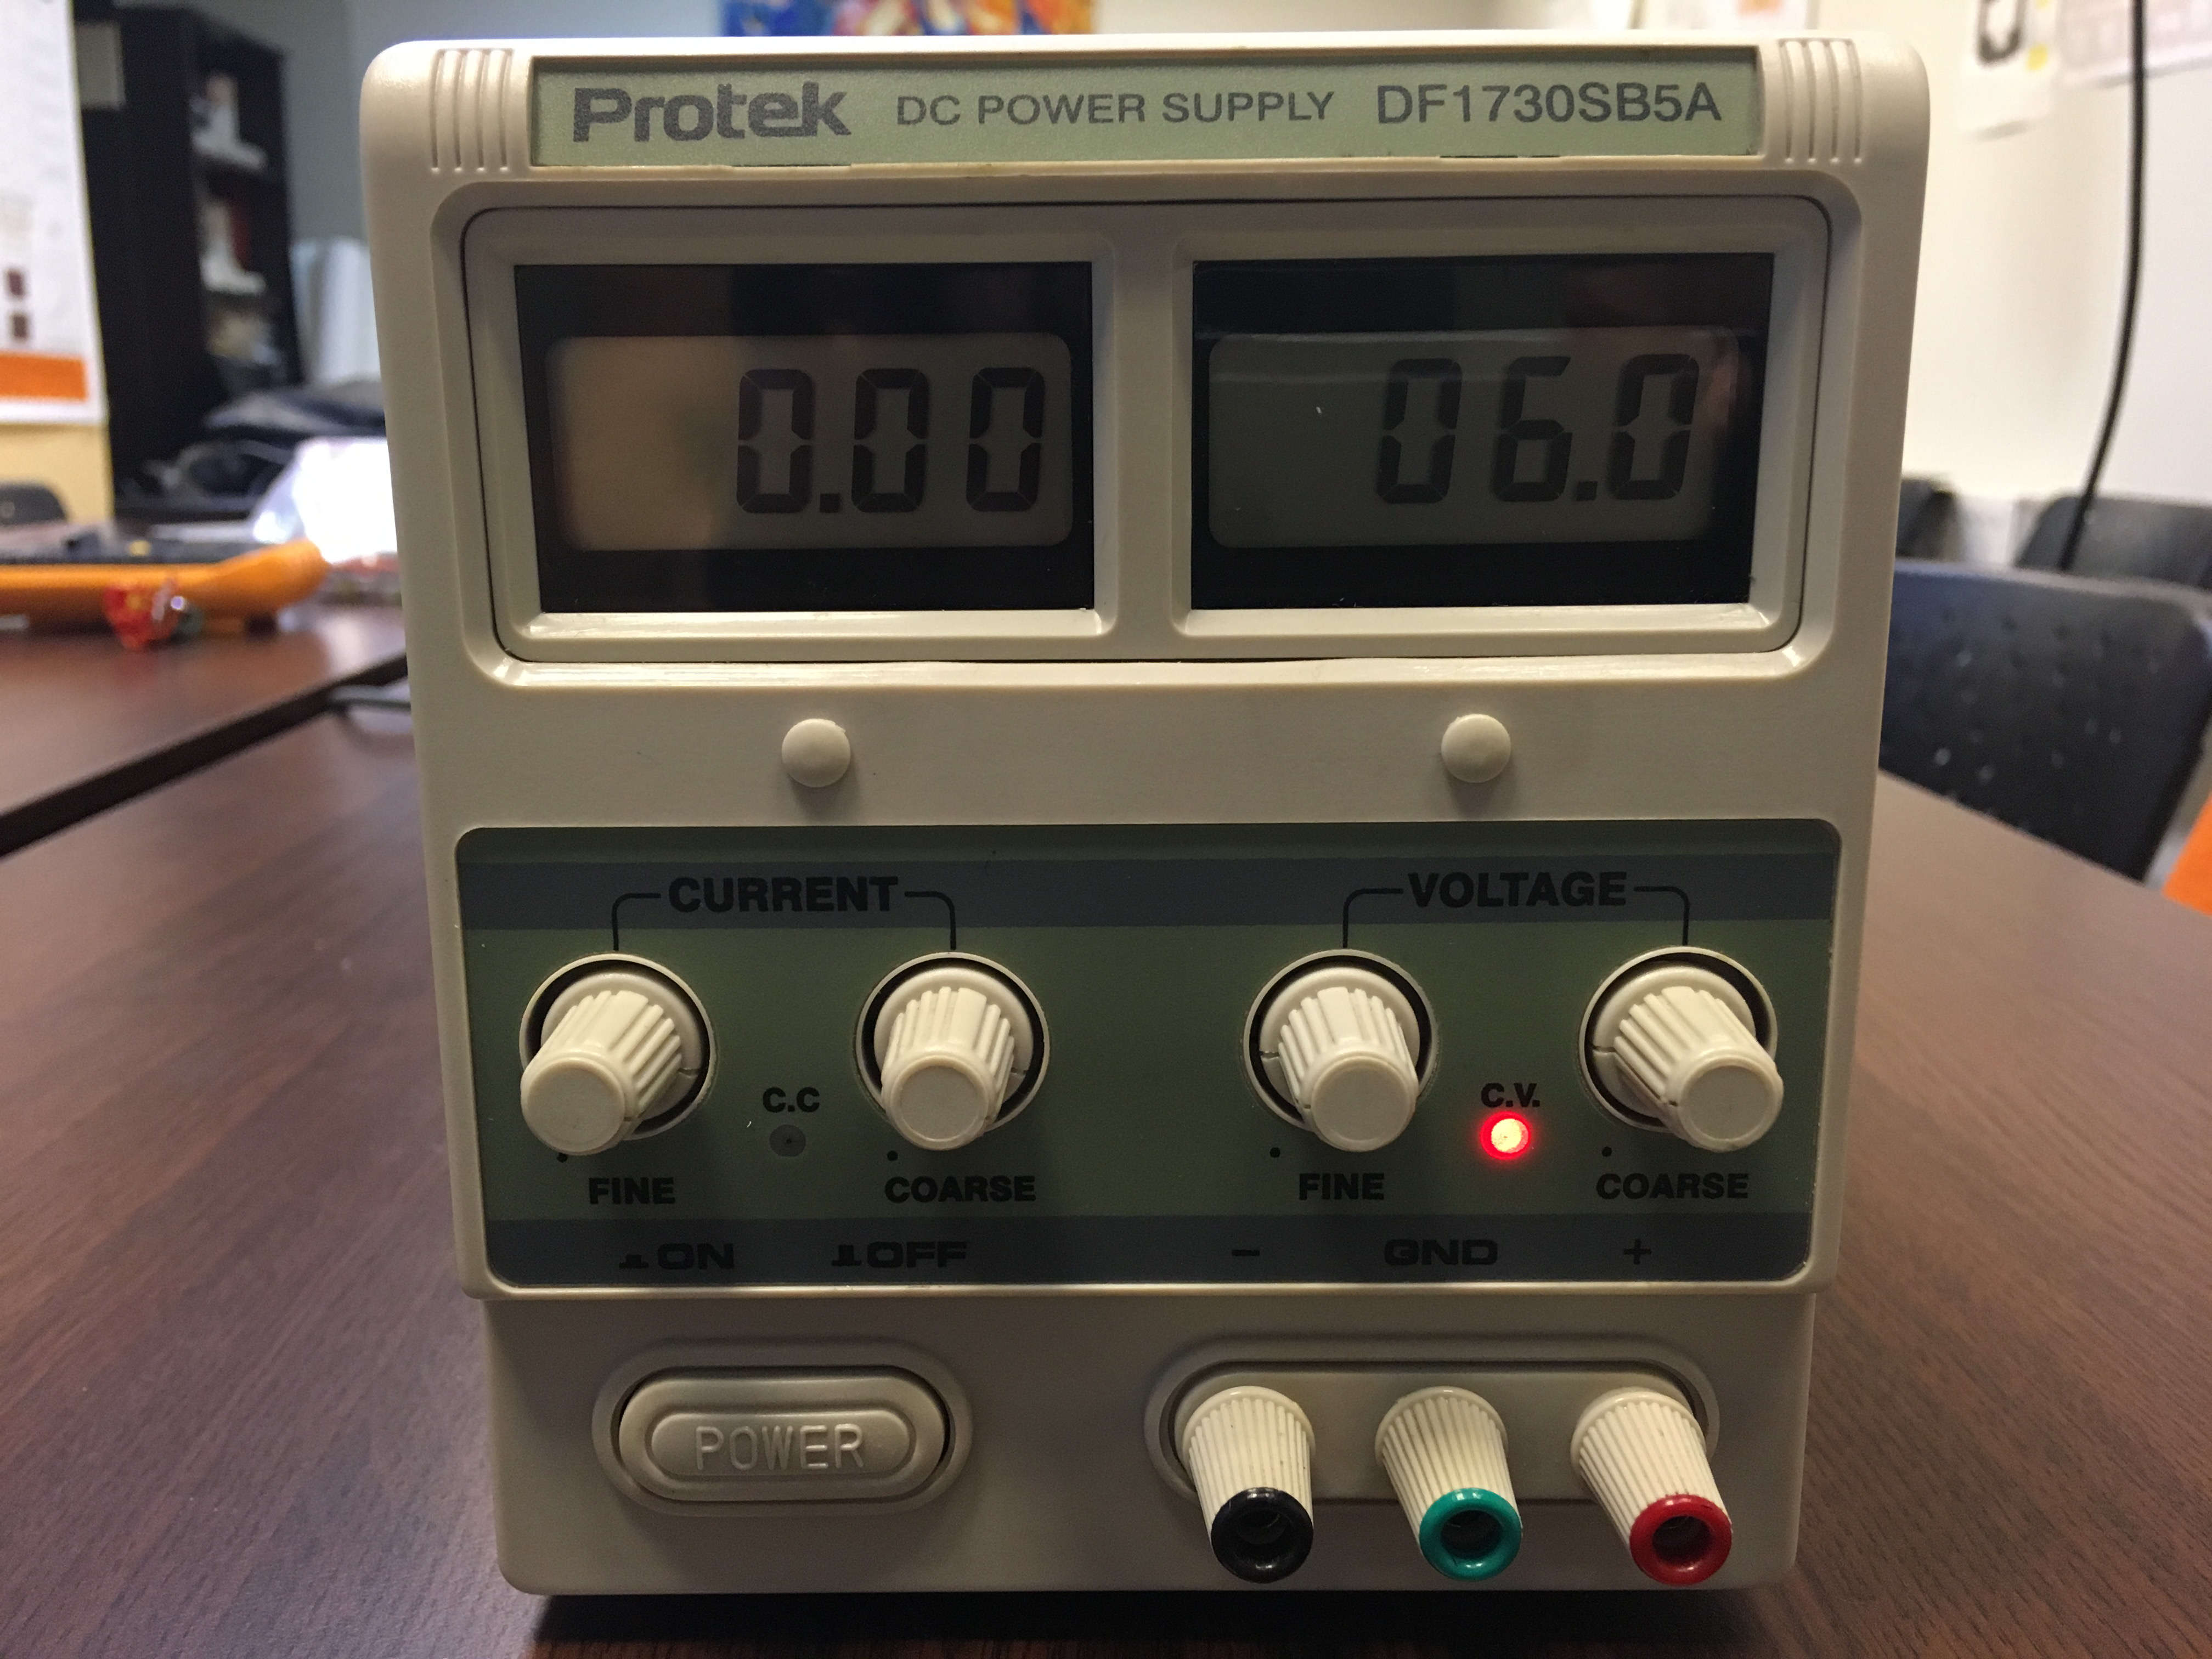 Protek DC POWER SUPPLY DF1730SB5A
0.00 06.0
CURRENT VOLTAGE
C.C C.V.
FINE COARSE FINE COARSE
ON OFF - GND +
POWER